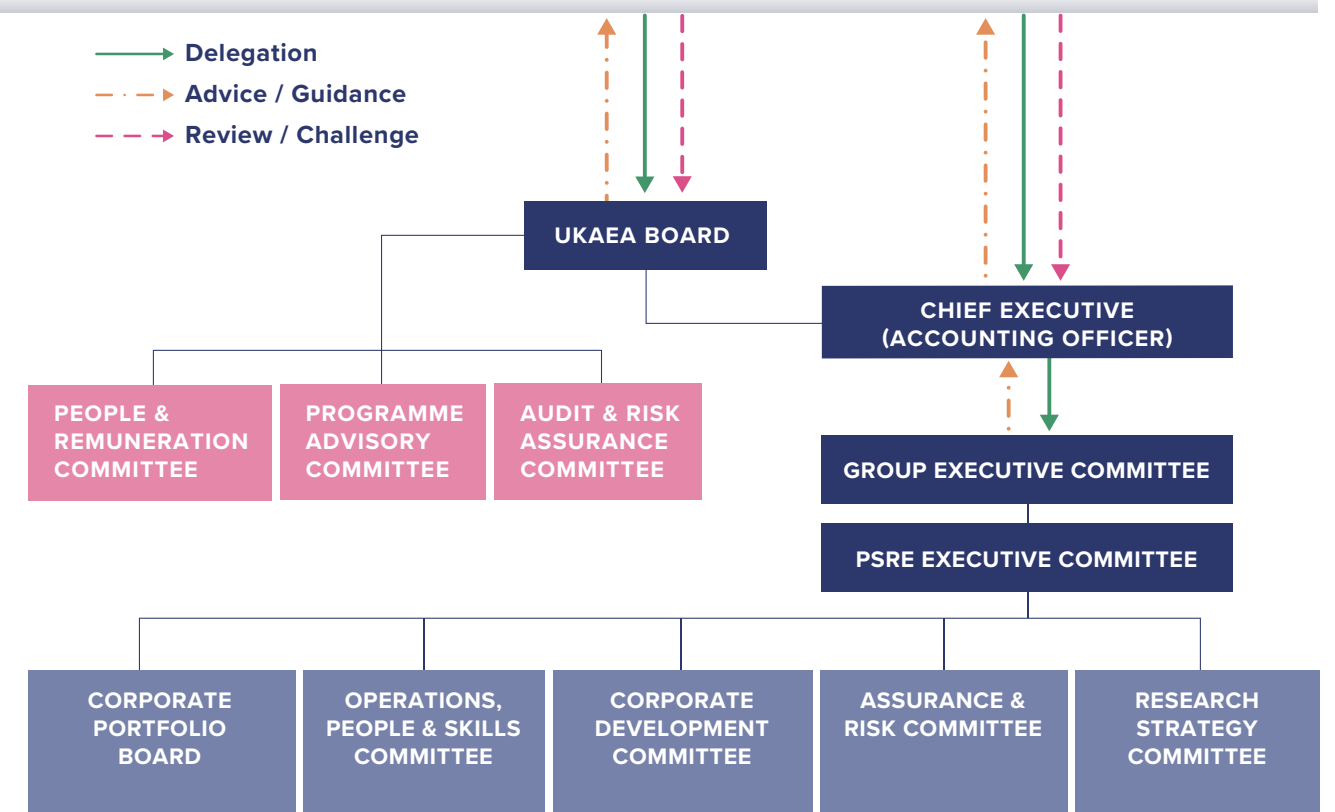 Delegation
Advice / Guidance
Review / Challenge
UKAEA BOARD
CHIEF EXECUTIVE
(ACCOUNTING OFFICER)
PEOPLE &
REMUNERATION
COMMITTEE
PROGRAMME
ADVISORY
COMMITTEE
AUDIT & RISK
ASSURANCE
COMMITTEE
GROUP EXECUTIVE COMMITTEE
PSRE EXECUTIVE COMMITTEE
CORPORATE
PORTFOLIO
BOARD
OPERATIONS,
PEOPLE & SKILLS
COMMITTEE
CORPORATE
DEVELOPMENT
COMMITTEE
ASSURANCE &
RISK COMMITTEE
RESEARCH
STRATEGY
COMMITTEE